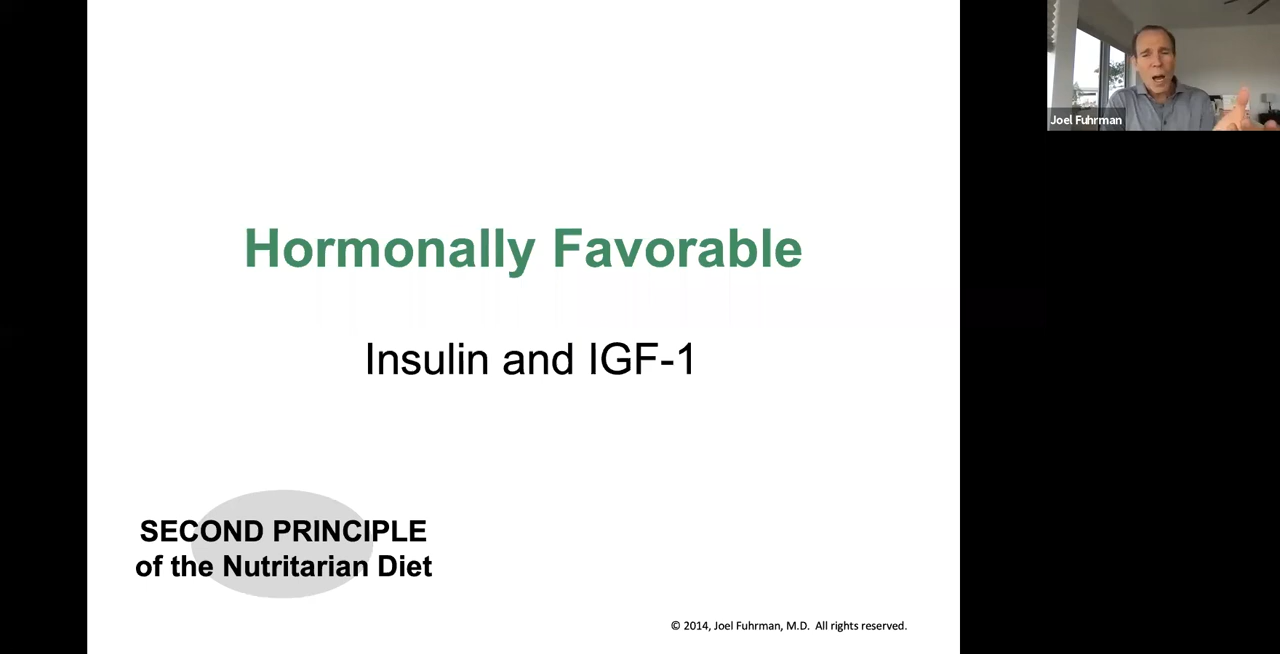 Joel Fuhrman
Hormonally Favorable
Insulin and IGF-1
SECOND PRINCIPLE
of the Nutritarian Diet
© 2014, Joel Fuhrman, M.D. All rights reserved.